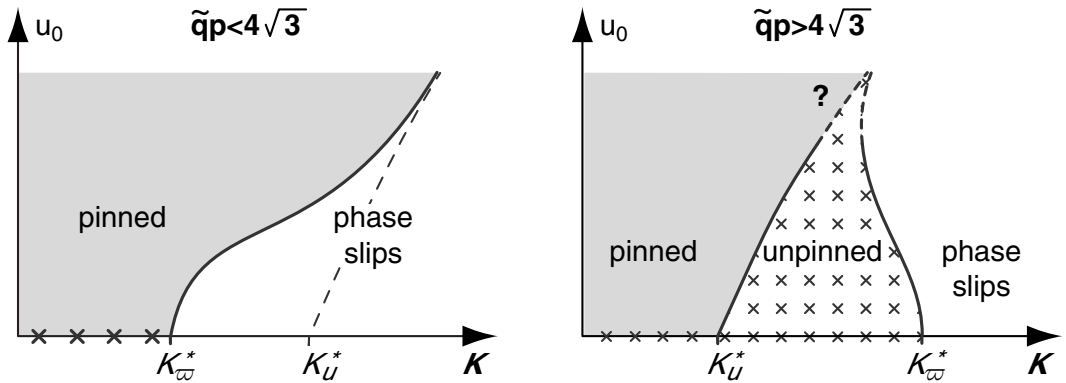 u₀
q̃p<4√3
pinned
phase
slips
K*ϖ
K*u
K
u₀
q̃p>4√3
?
pinned
unpinned
phase
slips
K*u
K*ϖ
K